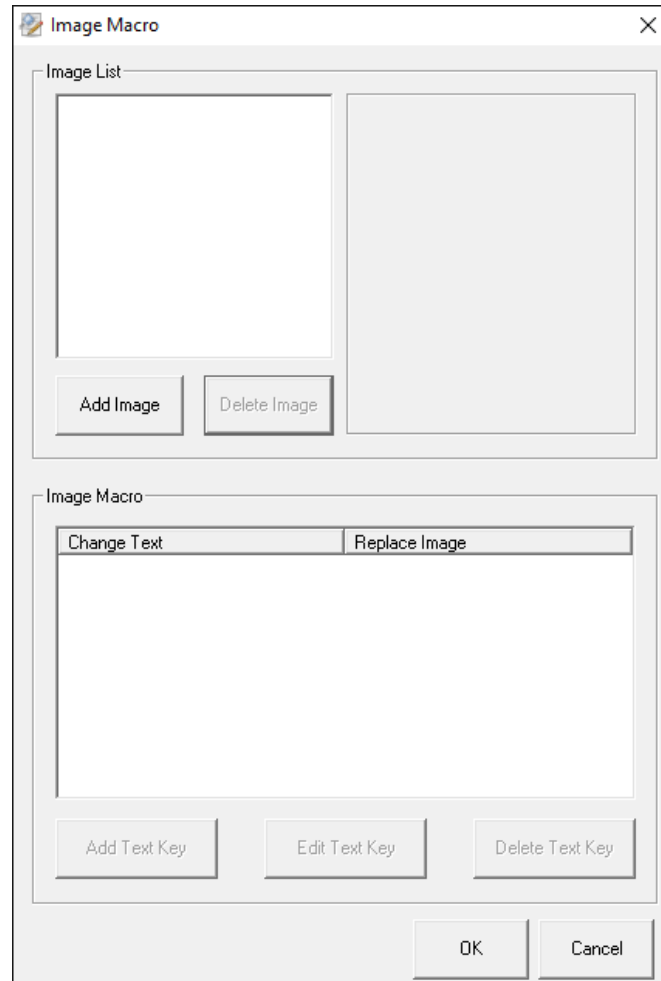 Image Macro
Image List
Add Image Delete Image
Image Macro
Change Text Replace Image
Add Text Key Edit Text Key Delete Text Key
OK Cancel